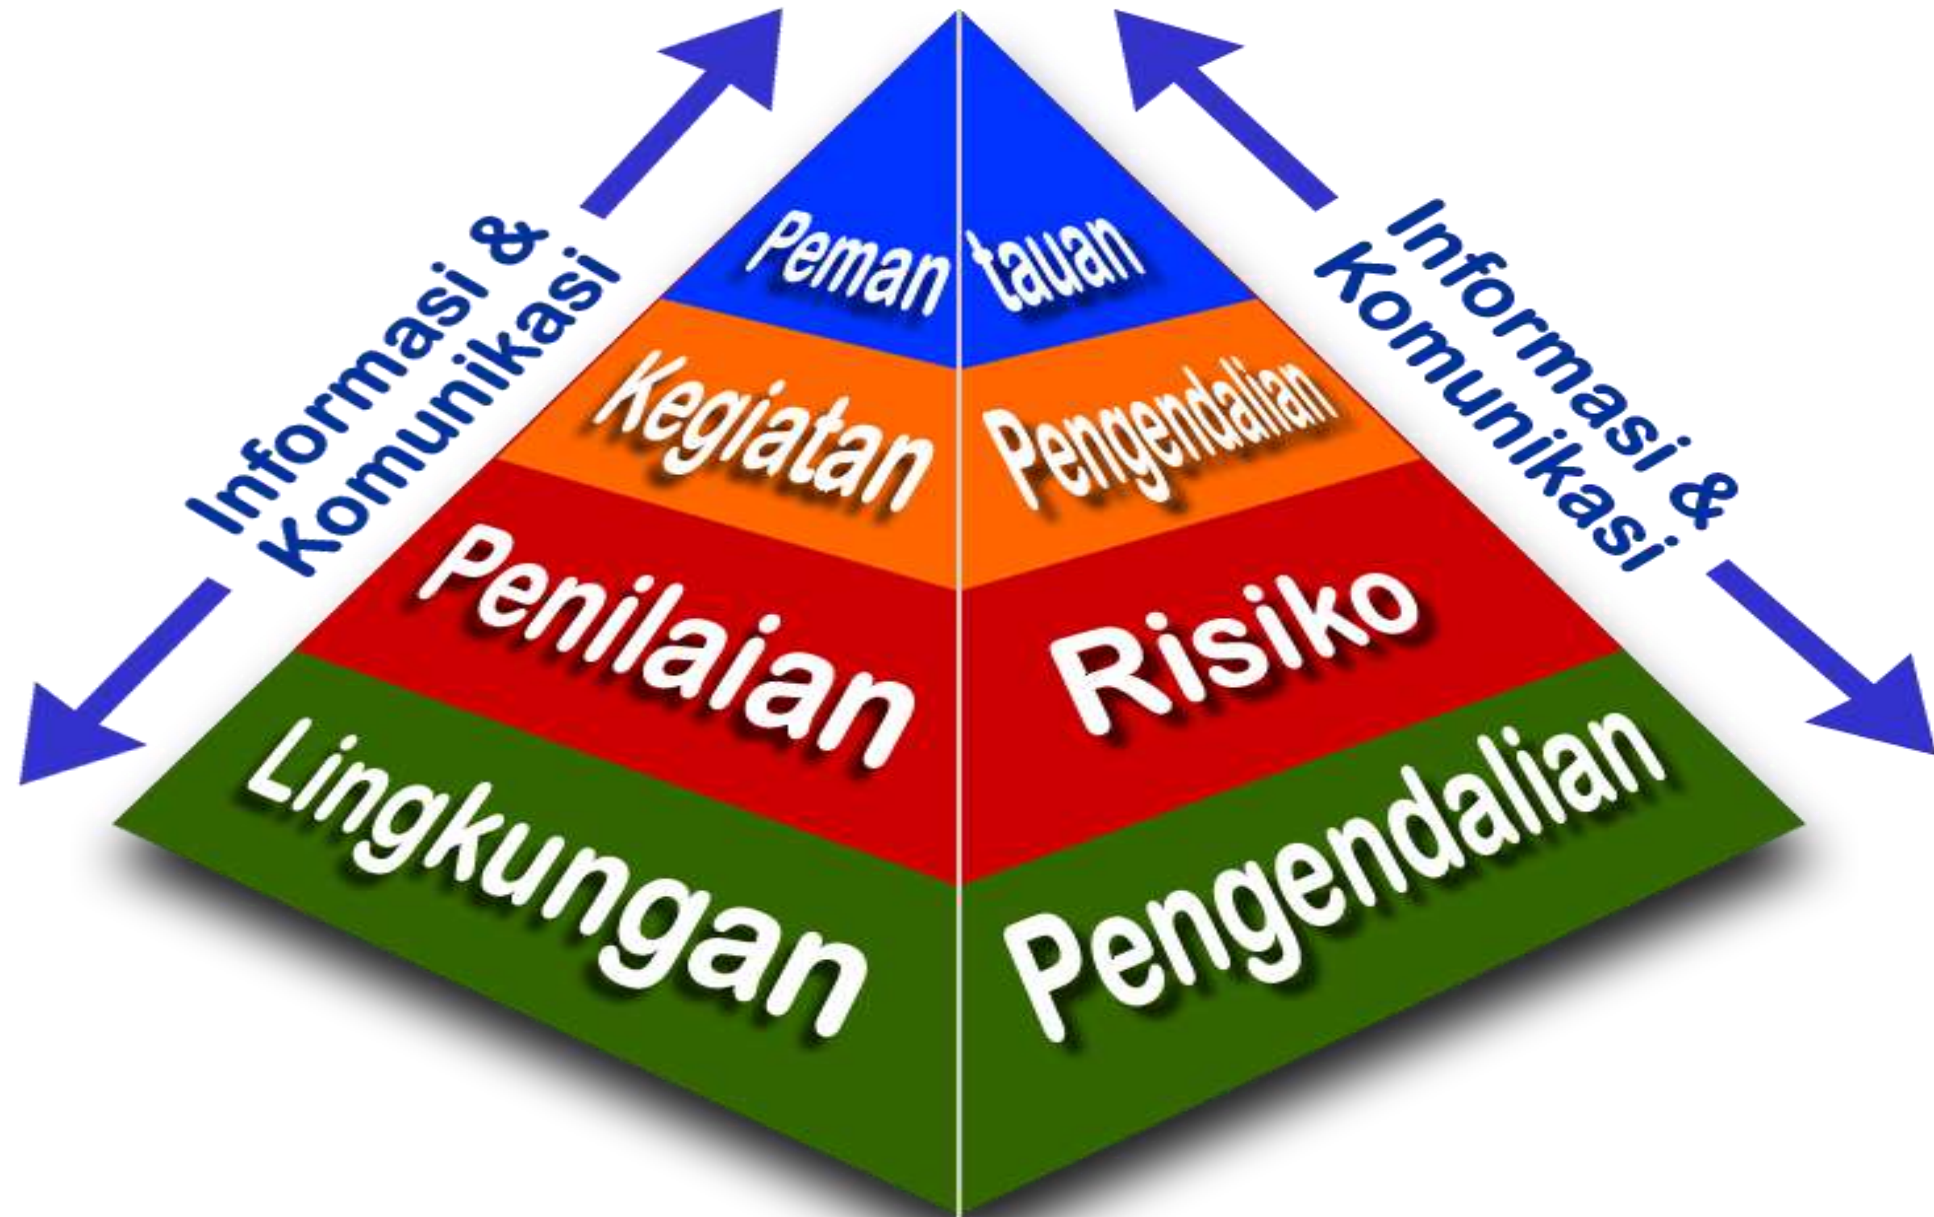 Informasi &
Komunikasi
Informasi &
Komunikasi
Peman tauan
Kegiatan Pengendalian
Penilaian Risiko
Lingkungan Pengendalian